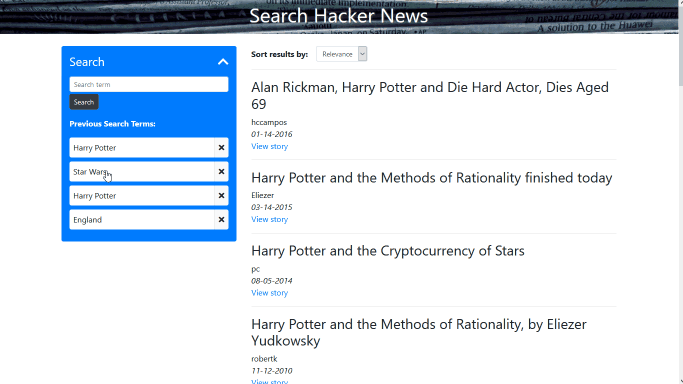 Search Hacker News
A solution to the Huawei
Search
Search term
Search
Previous Search Terms:
Harry Potter
Star Wars
Harry Potter
England
Sort results by:
Relevance
Alan Rickman, Harry Potter and Die Hard Actor, Dies Aged
69
hccampos
01-14-2016
View story
Harry Potter and the Methods of Rationality finished today
Eliezer
03-14-2015
View story
Harry Potter and the Cryptocurrency of Stars
pc
08-05-2014
View story
Harry Potter and the Methods of Rationality, by Eliezer
Yudkowsky
robertk
11-12-2010
View story